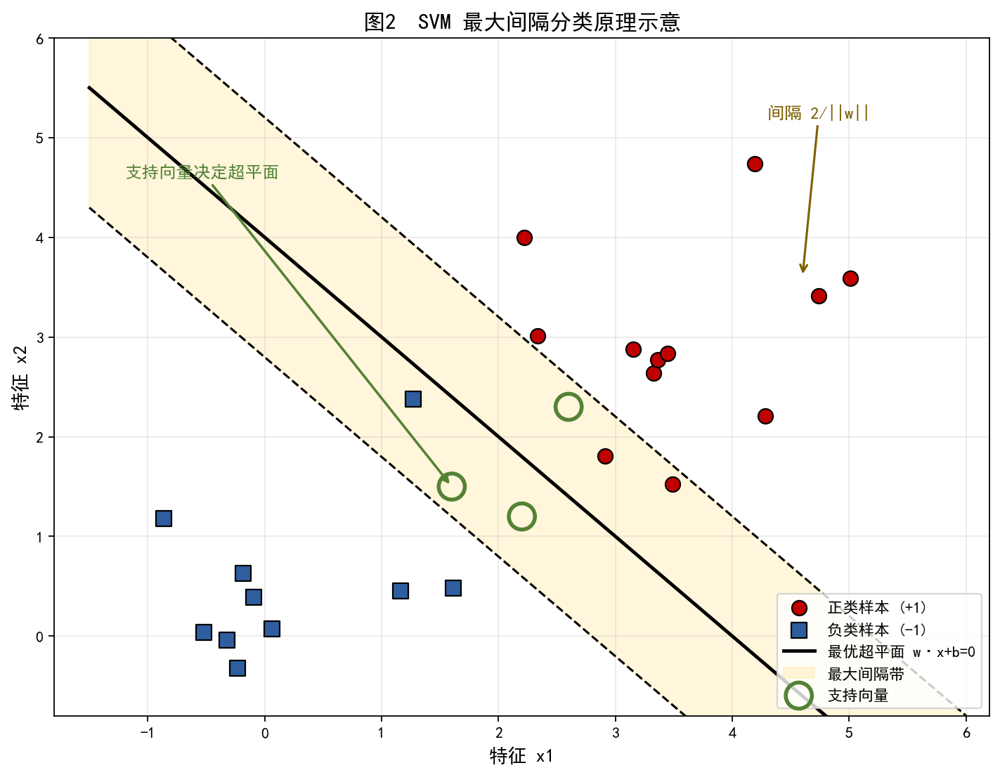 图2  SVM 最大间隔分类原理示意
6
5
4
3
2
1
0
特征 x2
间隔 2/||w||
支持向量决定超平面
正类样本 (+1)
负类样本 (−1)
最优超平面 w·x+b=0
最大间隔带
支持向量
−1 0 1 2 3 4 5 6
特征 x1